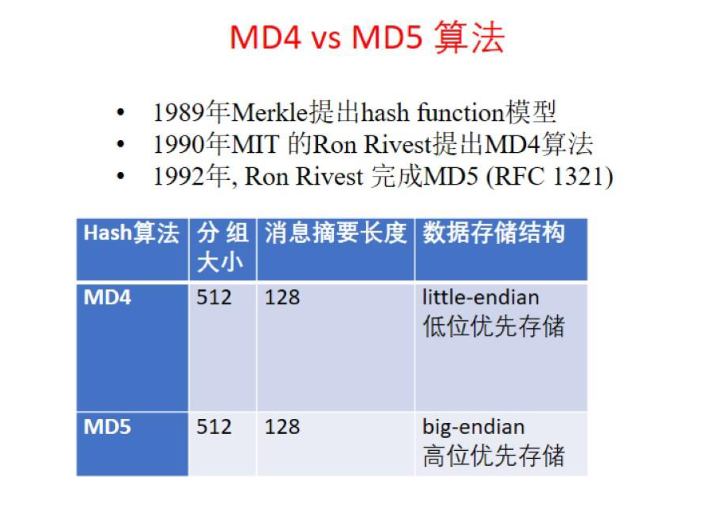 MD4 vs MD5 算法
• 1989年Merkle提出hash function模型
• 1990年MIT 的Ron Rivest提出MD4算法
• 1992年, Ron Rivest 完成MD5 (RFC 1321)
Hash算法 分 组 消息摘要长度 数据存储结构
大小
MD4 512 128 little-endian
低位优先存储
MD5 512 128 big-endian
高位优先存储